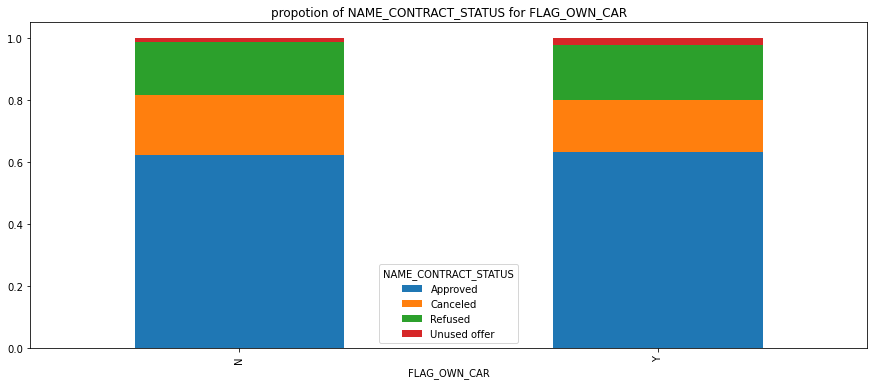 propotion of NAME_CONTRACT_STATUS for FLAG_OWN_CAR
1.0
0.8
0.6
0.4
0.2
0.0
NAME_CONTRACT_STATUS
Approved
Canceled
Refused
Unused offer
N
Y
FLAG_OWN_CAR